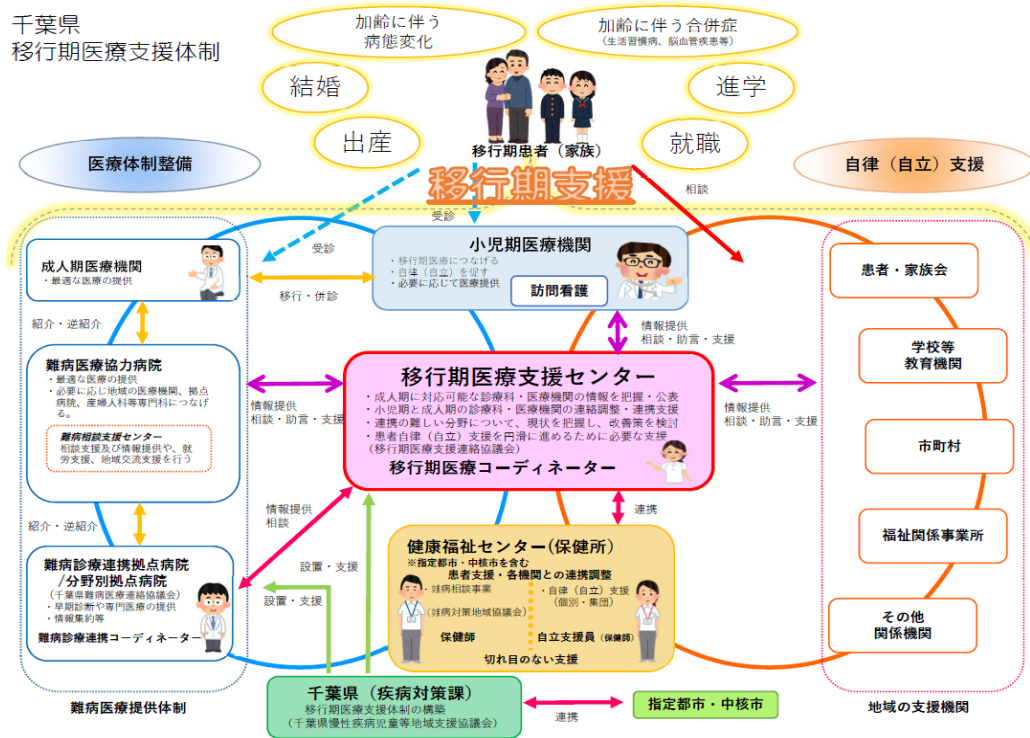 千葉県
移行期医療支援体制
加齢に伴う
病態変化
加齢に伴う合併症
(生活習慣病、脳血管疾患等)
結婚
進学
出産
就職
移行期患者（家族）
医療体制整備
移行期支援
自律（自立）支援
受診
相談
受診
成人期医療機関
・最適な医療の提供
移行・併診
小児期医療機関
・移行期医療につなげる
・自律（自立）を促す
・必要に応じて医療提供
訪問看護
患者・家族会
紹介・逆紹介
情報提供
相談・助言・支援
学校等
教育機関
難病医療協力病院
・最適な医療の提供
・必要に応じ地域の医療機関、拠点
病院、産婦人科等専門科につなげ
る。
難病相談支援センター
相談支援及び情報提供や、就
労支援、地域交流支援を行う
情報提供
相談・助言・支援
移行期医療支援センター
・成人期に対応可能な診療科・医療機関の情報を把握・公表
・小児期と成人期の診療科・医療機関の連絡調整・連携支援
・連携の難しい分野について、現状を把握し、改善策を検討
・患者自律（自立）支援を円滑に進めるために必要な支援
（移行期医療支援連絡協議会）
移行期医療コーディネーター
情報提供
相談・助言・支援
市町村
紹介・逆紹介
情報提供
相談
連携
福祉関係事業所
難病診療連携拠点病院
/分野別拠点病院
（千葉県難病医療連絡協議会）
・早期診断や専門医療の提供
・情報集約等
難病診療連携コーディネーター
設置・支援
設置・支援
健康福祉センター(保健所)
※指定都市・中核市を含む
患者支援・各機関との連携調整
・難病相談事業
（難病対策地域協議会）
保健師
・自律（自立）支援
（個別・集団）
自立支援員（保健師）
切れ目のない支援
その他
関係機関
難病医療提供体制
千葉県（疾病対策課）
移行期医療支援体制の構築
（千葉県慢性疾病児童等地域支援協議会）
連携
指定都市・中核市
地域の支援機関